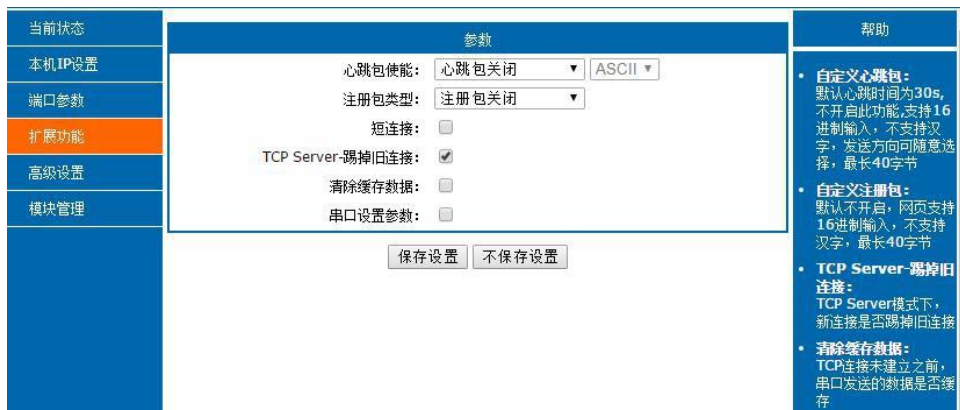 当前状态
本机IP设置
端口参数
扩展功能
高级设置
模块管理
参数
心跳包使能： 心跳包关闭 ASCII
注册包类型： 注册包关闭
短连接：
TCP Server-踢掉旧连接：
清除缓存数据：
串口设置参数：
保存设置 不保存设置
帮助
自定义心跳包：
默认心跳时间为30s,
不开启此功能,支持16
进制输入，不支持汉
字，发送方向可随意选
择，最长40字节
自定义注册包：
默认不开启，网页支持
16进制输入，不支持
汉字，最长40字节
TCP Server-踢掉旧
连接：
TCP Server模式下，
新连接是否踢掉旧连接
清除缓存数据：
TCP连接未建立之前，
串口发送的数据是否缓
存